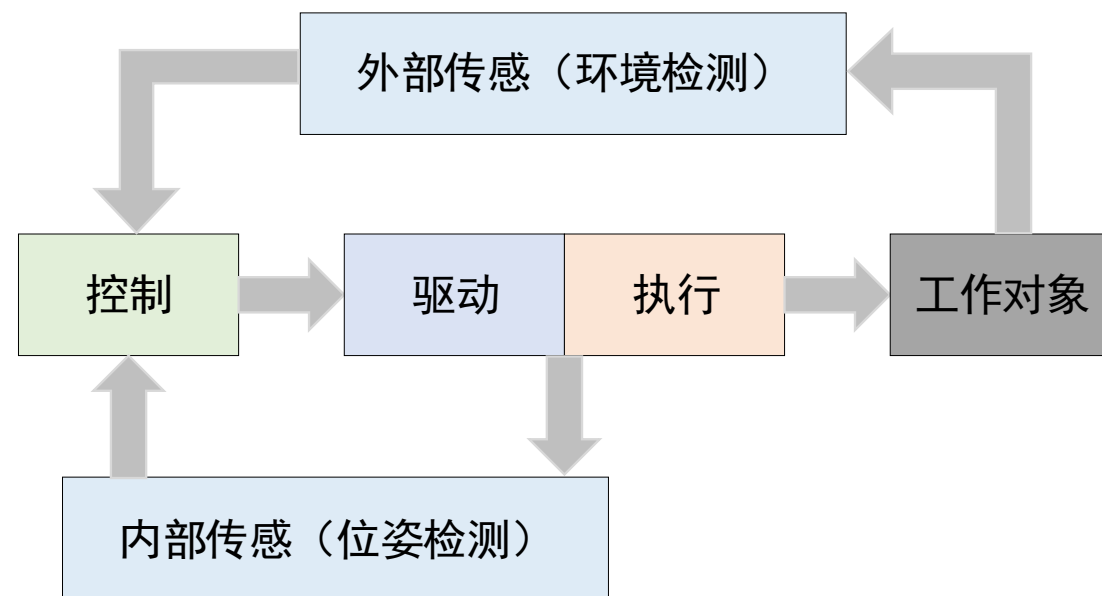 外部传感（环境检测）
控制
驱动
执行
工作对象
内部传感（位姿检测）